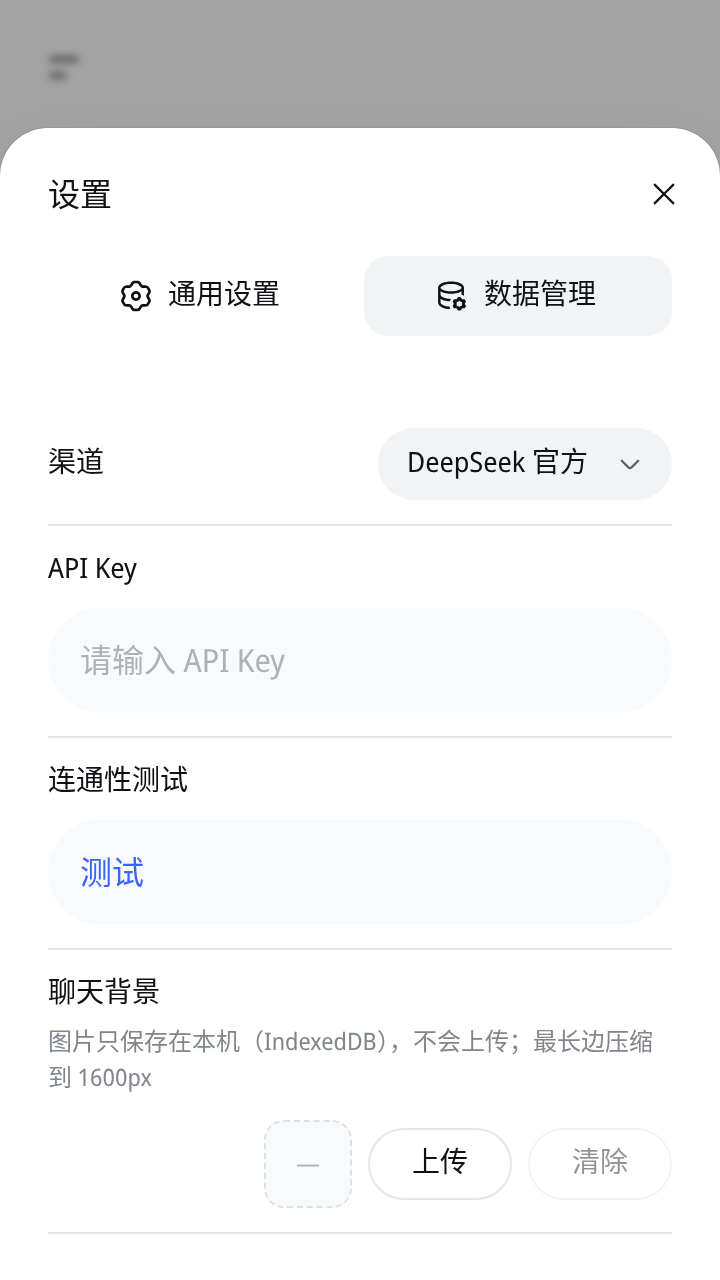 设置
通用设置
数据管理
渠道
DeepSeek 官方
API Key
请输入 API Key
连通性测试
测试
聊天背景
图片只保存在本机（IndexedDB），不会上传；最长边压缩
到 1600px
—
上传
清除